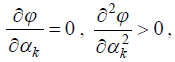 ∂φ/∂α_k = 0 , ∂²φ/∂α_k² > 0 ,